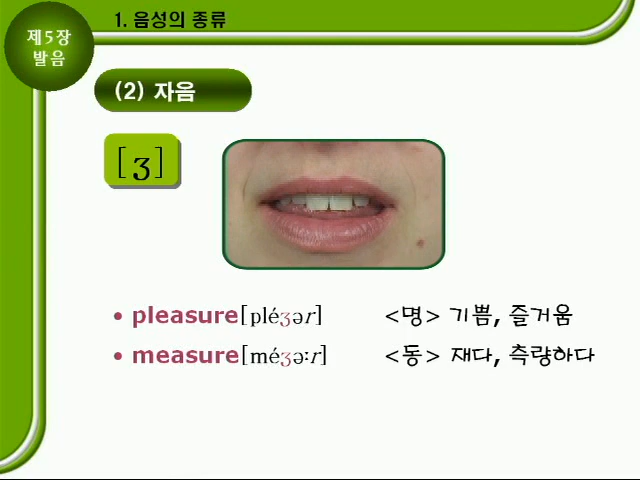 제5장
발음
1. 음성의 종류
(2) 자음
[ʒ]
• pleasure[pléʒər] <명> 기쁨, 즐거움
• measure[méʒəːr] <동> 재다, 측량하다